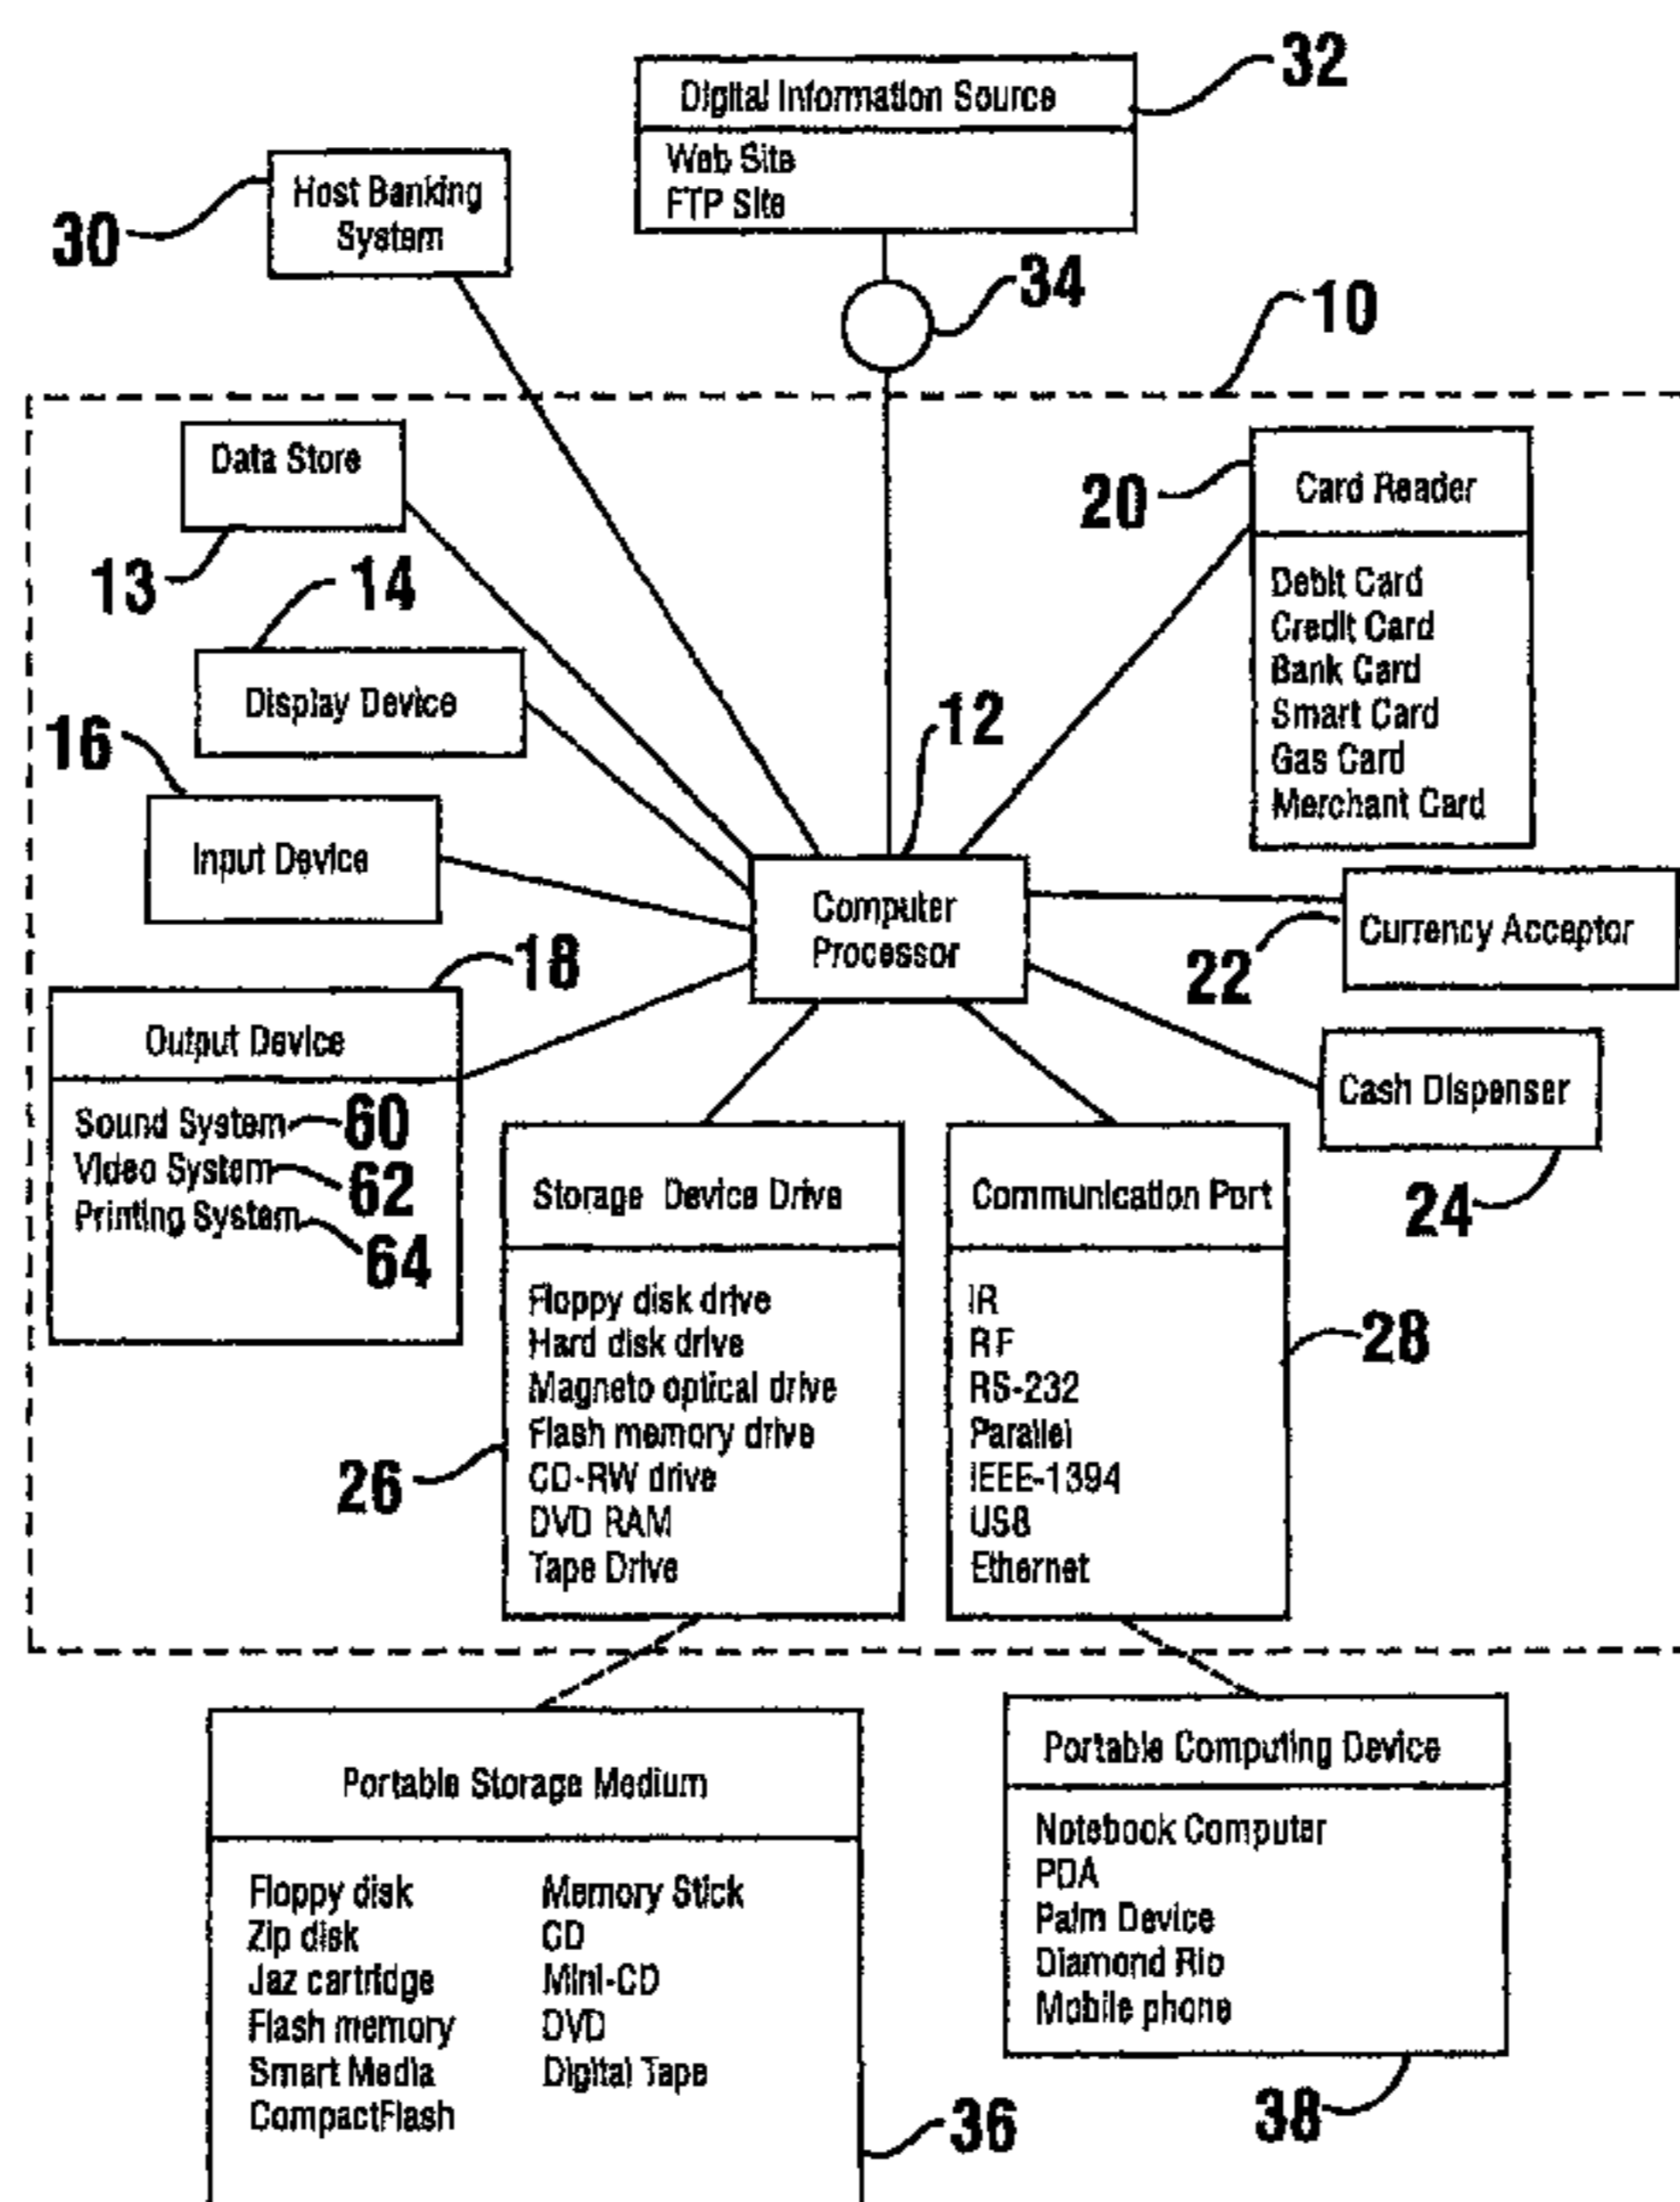 32
Digital Information Source
Web Site
FTP Site
30
Host Banking
System
34
10
Data Store
13
14
Display Device
16
Input Device
12
Computer
Processor
20
Card Reader
Debit Card
Credit Card
Bank Card
Smart Card
Gas Card
Merchant Card
22
Currency Acceptor
Cash Dispenser
24
18
Output Device
Sound System 60
Video System 62
Printing System 64
Storage Device Drive
Floppy disk drive
Hard disk drive
Magneto optical drive
Flash memory drive
CD-RW drive
DVD RAM
Tape Drive
26
Communication Port
IR
RF
RS-232
Parallel
IEEE-1394
USB
Ethernet
28
Portable Storage Medium
Floppy disk
Zip disk
Jaz cartridge
Flash memory
Smart Media
CompactFlash
Memory Stick
CD
Mini-CD
DVD
Digital Tape
36
Portable Computing Device
Notebook Computer
PDA
Palm Device
Diamond Rio
Mobile phone
38